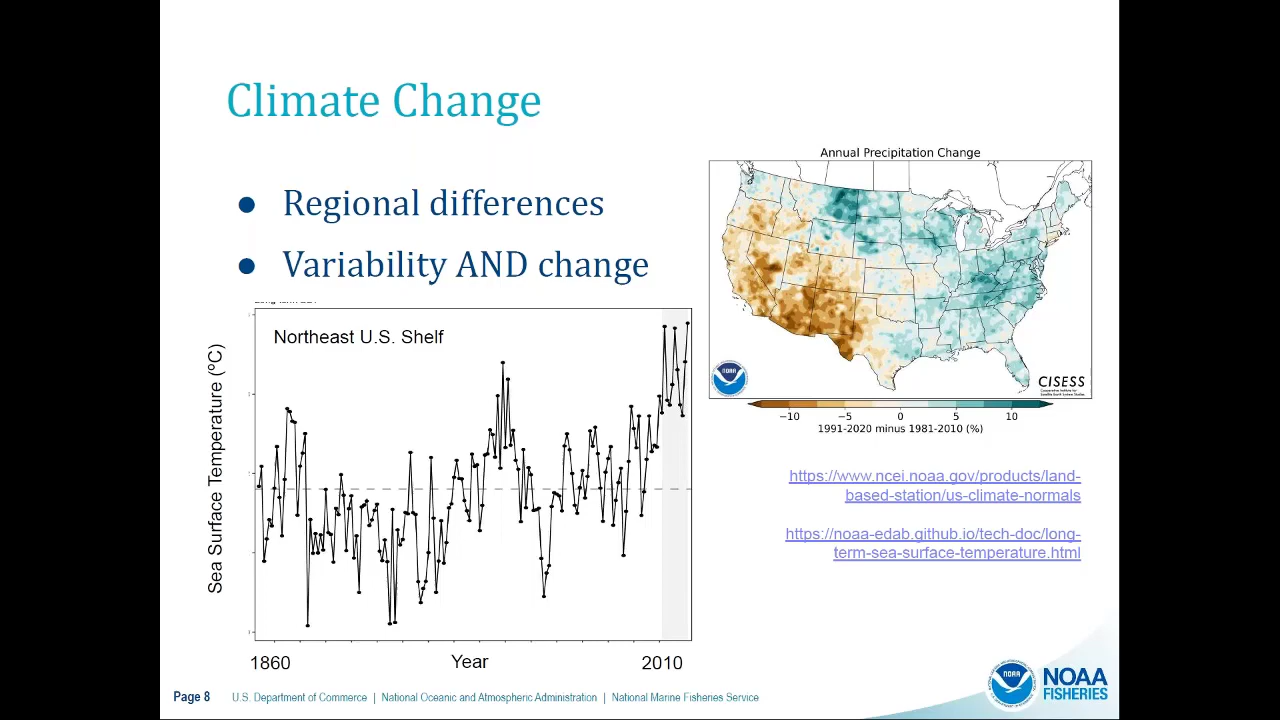 Climate Change
● Regional differences
● Variability AND change
Annual Precipitation Change
NOAA
CISESS
−10 −5 0 5 10
1991-2020 minus 1981-2010 (%)
Northeast U.S. Shelf
Sea Surface Temperature (ºC)
1860 Year 2010
https://www.ncei.noaa.gov/products/land-
based-station/us-climate-normals
https://noaa-edab.github.io/tech-doc/long-
term-sea-surface-temperature.html
Page 8 U.S. Department of Commerce | National Oceanic and Atmospheric Administration | National Marine Fisheries Service
NOAA
NOAA
FISHERIES